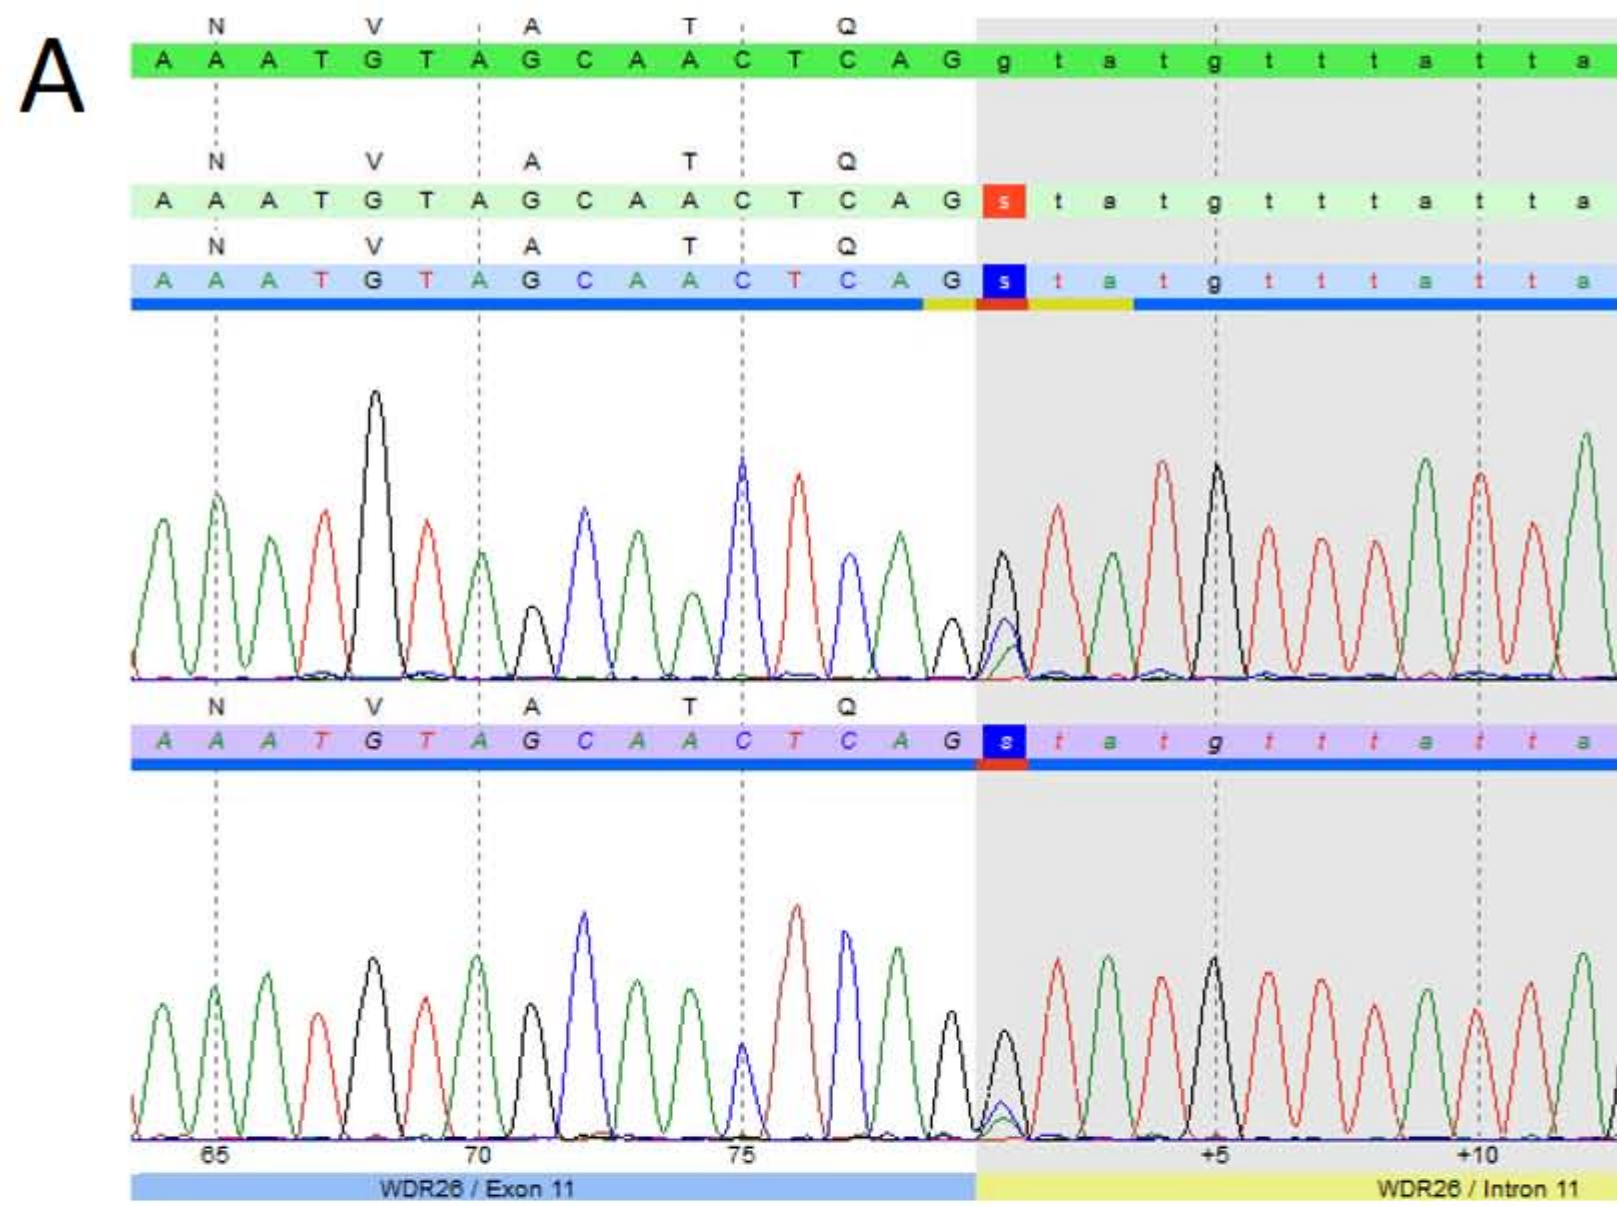 A
N V A T Q
A A A T G T A G C A A C T C A G g t a t g t t t a t t a
N V A T Q
A A A T G T A G C A A C T C A G s t a t g t t t a t t a
N V A T Q
A A A T G T A G C A A C T C A G s t a t g t t t a t t a
N V A T Q
A A A T G T A G C A A C T C A G s t a t g t t t a t t a
65 70 75 +5 +10
WDR26 / Exon 11 WDR26 / Intron 11